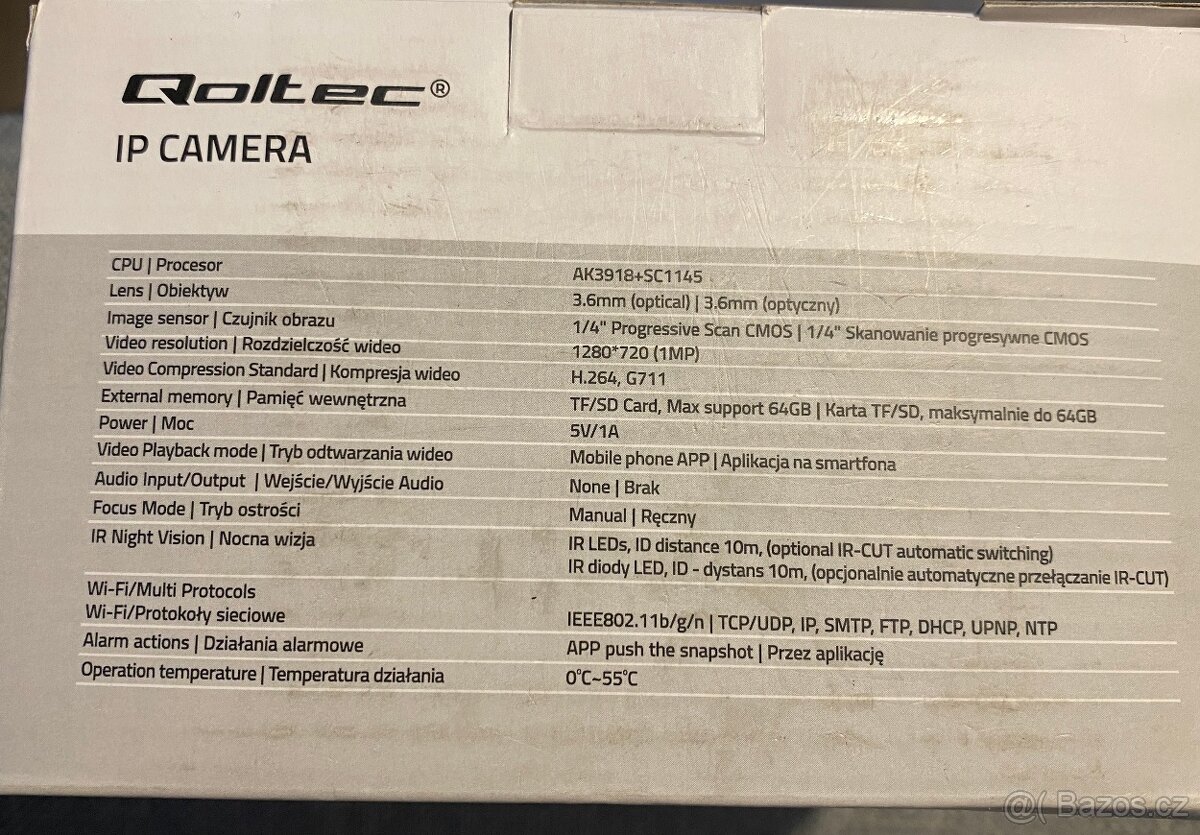 Qoltec®
IP CAMERA
CPU | Procesor AK3918+SC1145
Lens | Obiektyw 3.6mm (optical) | 3.6mm (optyczny)
Image sensor | Czujnik obrazu 1/4" Progressive Scan CMOS | 1/4" Skanowanie progresywne CMOS
Video resolution | Rozdzielczość wideo 1280*720 (1MP)
Video Compression Standard | Kompresja wideo H.264, G711
External memory | Pamięć wewnętrzna TF/SD Card, Max support 64GB | Karta TF/SD, maksymalnie do 64GB
Power | Moc 5V/1A
Video Playback mode | Tryb odtwarzania wideo Mobile phone APP | Aplikacja na smartfona
Audio Input/Output | Wejście/Wyjście Audio None | Brak
Focus Mode | Tryb ostrości Manual | Ręczny
IR Night Vision | Nocna wizja IR LEDs, ID distance 10m, (optional IR-CUT automatic switching)
IR diody LED, ID - dystans 10m, (opcjonalnie automatyczne przełączanie IR-CUT)
Wi-Fi/Multi Protocols
Wi-Fi/Protokoły sieciowe IEEE802.11b/g/n | TCP/UDP, IP, SMTP, FTP, DHCP, UPNP, NTP
Alarm actions | Działania alarmowe APP push the snapshot | Przez aplikację
Operation temperature | Temperatura działania 0°C~55°C
@( Bazos.cz